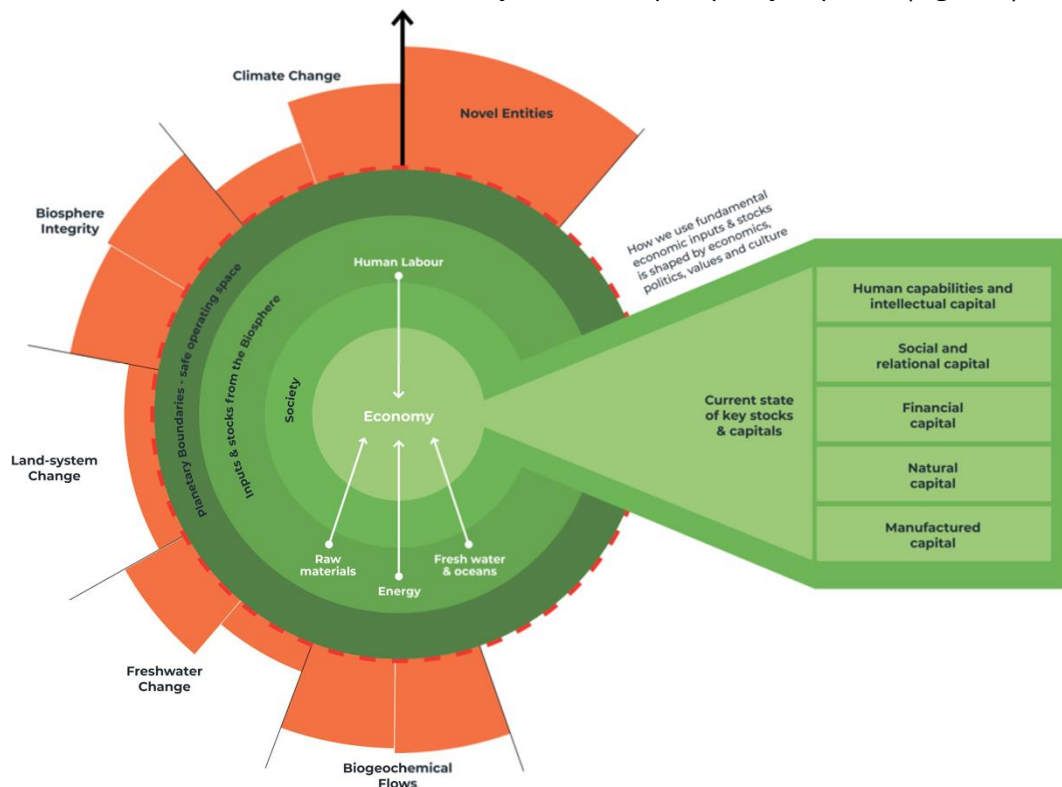 Climate Change
Novel Entities
Biosphere
Integrity
Land-system
Change
Freshwater
Change
Biogeochemical
Flows
Planetary Boundaries - safe operating space
Inputs & stocks from the Biosphere
Society
Human Labour
Economy
Raw
materials
Energy
Fresh water
& oceans
How we use fundamental
economic inputs & stocks
is shaped by economics,
politics, values and culture
Current state
of key stocks
& capitals
Human capabilities and
intellectual capital
Social and
relational capital
Financial
capital
Natural
capital
Manufactured
capital